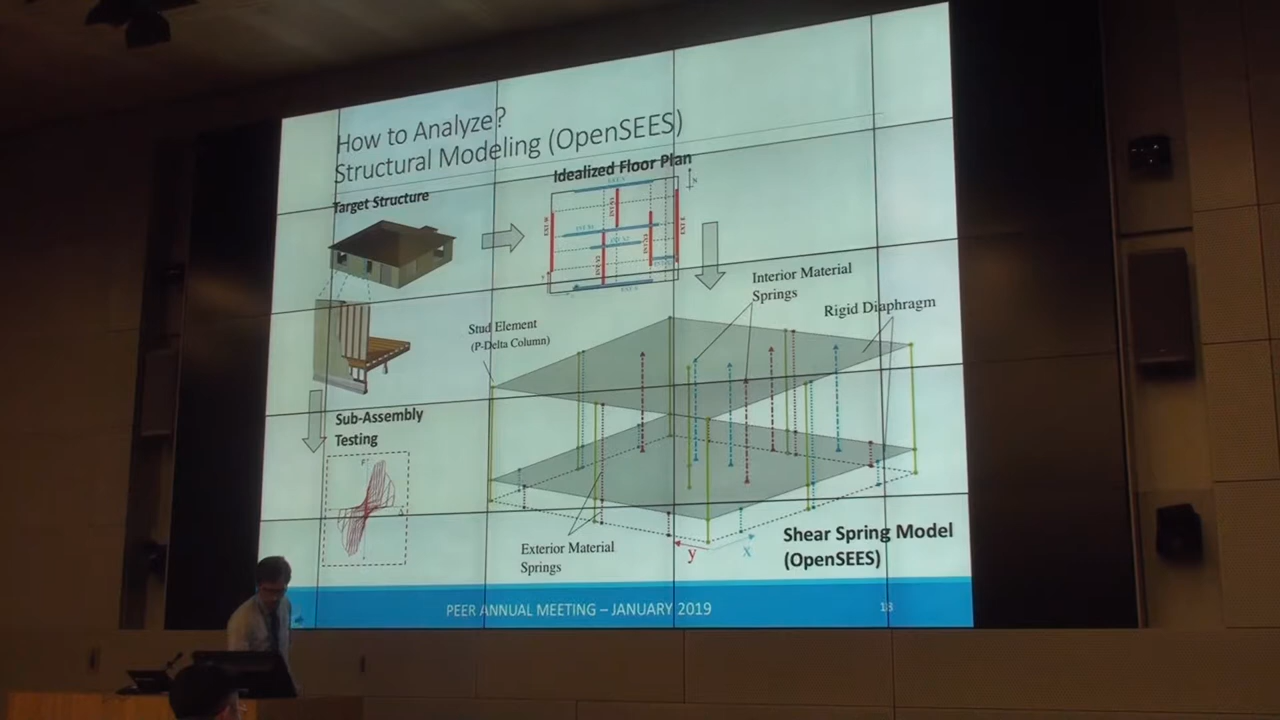 How to Analyze?
Structural Modeling (OpenSEES)
Target Structure
Idealized Floor Plan
Interior Material
Springs
Rigid Diaphragm
Stud Element
(P-Delta Column)
Sub-Assembly
Testing
F
Exterior Material
Springs
y
x
Shear Spring Model
(OpenSEES)
PEER ANNUAL MEETING – JANUARY 2019
18